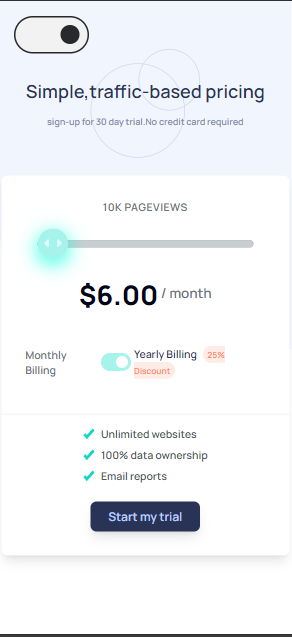 Simple,traffic-based pricing
sign-up for 30 day trial.No credit card required
10K PAGEVIEWS
$6.00 / month
Monthly
Billing
Yearly Billing 25%
Discount
Unlimited websites
100% data ownership
Email reports
Start my trial